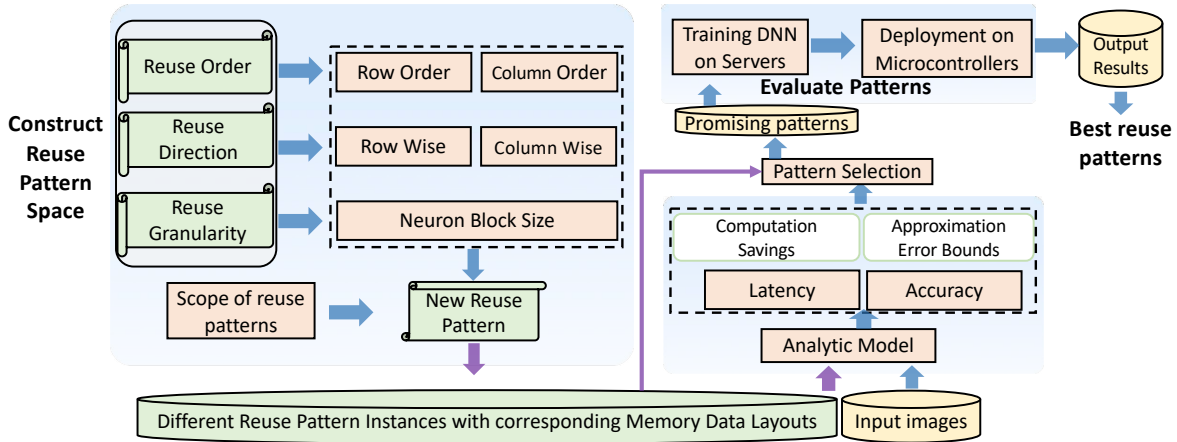 Construct
Reuse
Pattern
Space
Reuse Order
Reuse
Direction
Reuse
Granularity
Row Order
Column Order
Row Wise
Column Wise
Neuron Block Size
Scope of reuse
patterns
New Reuse
Pattern
Different Reuse Pattern Instances with corresponding Memory Data Layouts
Input images
Analytic Model
Latency
Accuracy
Computation
Savings
Approximation
Error Bounds
Pattern Selection
Promising patterns
Training DNN
on Servers
Deployment on
Microcontrollers
Evaluate Patterns
Output
Results
Best reuse
patterns